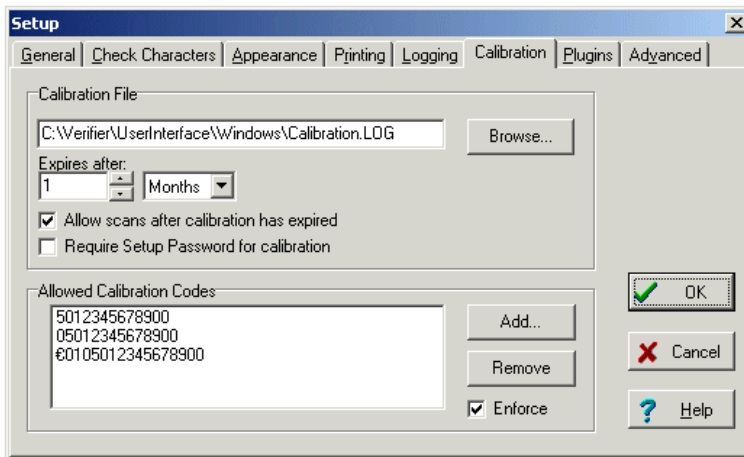 Setup
General
Check Characters
Appearance
Printing
Logging
Calibration
Plugins
Advanced
Calibration File
C:\Verifier\UserInterface\Windows\Calibration.LOG
Browse...
Expires after:
1
Months
Allow scans after calibration has expired
Require Setup Password for calibration
Allowed Calibration Codes
5012345678900
05012345678900
€0105012345678900
Add...
Remove
Enforce
OK
Cancel
Help